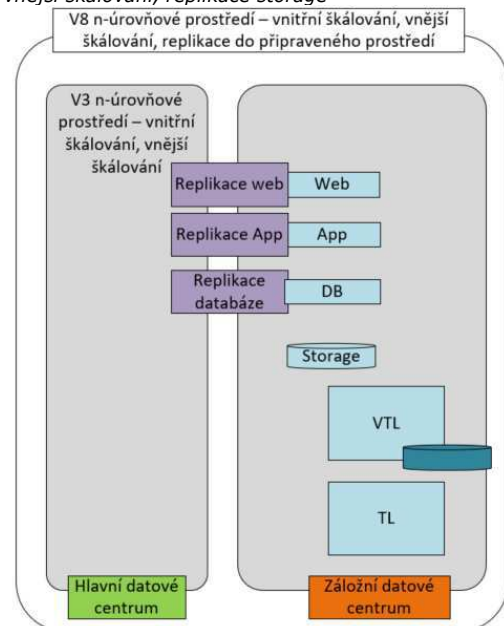 vnější škálování, replikace storage
V8 n-úrovňové prostředí – vnitřní škálování, vnější
škálování, replikace do připraveného prostředí
V3 n-úrovňové
prostředí – vnitřní
škálování, vnější
škálování
Replikace web
Web
Replikace App
App
Replikace
databáze
DB
Storage
VTL
TL
Hlavní datové
centrum
Záložní datové
centrum